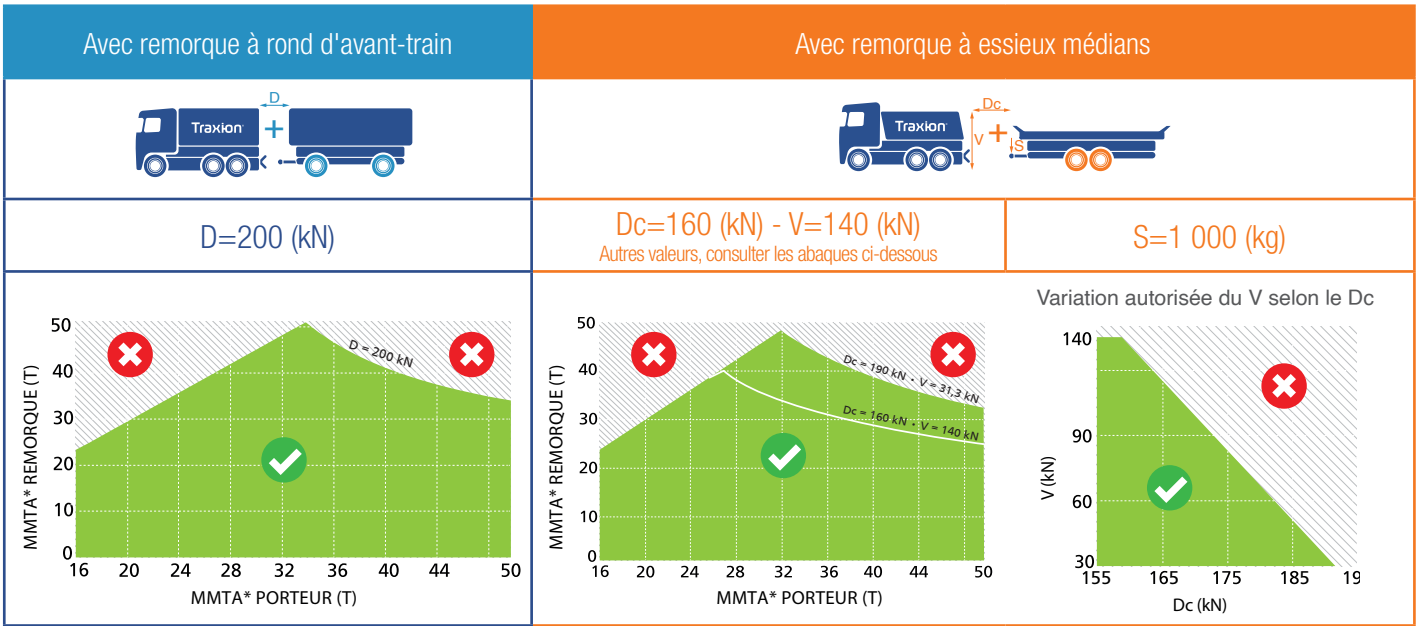 Avec remorque à rond d'avant-train
Avec remorque à essieux médians
D
Traxion
+
Dc
Traxion
V
+
S
D=200 (kN)
Dc=160 (kN) - V=140 (kN)
Autres valeurs, consulter les abaques ci-dessous
S=1 000 (kg)
MMTA* REMORQUE (T)
50
40
30
20
10
0
D = 200 kN
16 20 24 28 32 36 40 44 50
MMTA* PORTEUR (T)
MMTA* REMORQUE (T)
50
40
30
20
10
0
Dc = 190 kN · V = 31,3 kN
Dc = 160 kN · V = 140 kN
16 20 24 28 32 36 40 44 50
MMTA* PORTEUR (T)
Variation autorisée du V selon le Dc
V (kN)
140
90
60
30
155 165 175 185 19
Dc (kN)